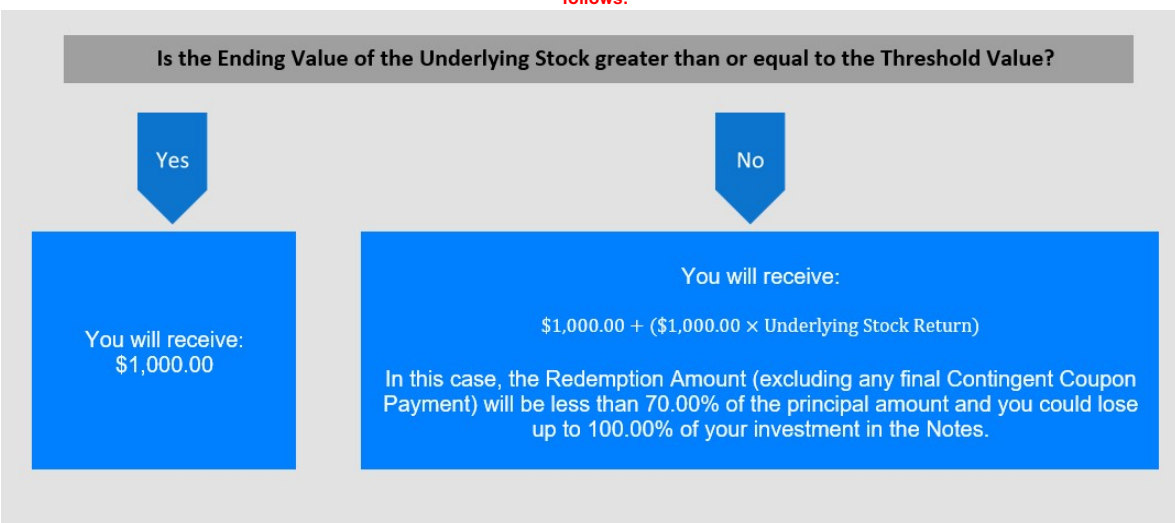 follows:
Is the Ending Value of the Underlying Stock greater than or equal to the Threshold Value?
Yes
No
You will receive:
$1,000.00
You will receive:
$1,000.00 + ($1,000.00 × Underlying Stock Return)
In this case, the Redemption Amount (excluding any final Contingent Coupon
Payment) will be less than 70.00% of the principal amount and you could lose
up to 100.00% of your investment in the Notes.